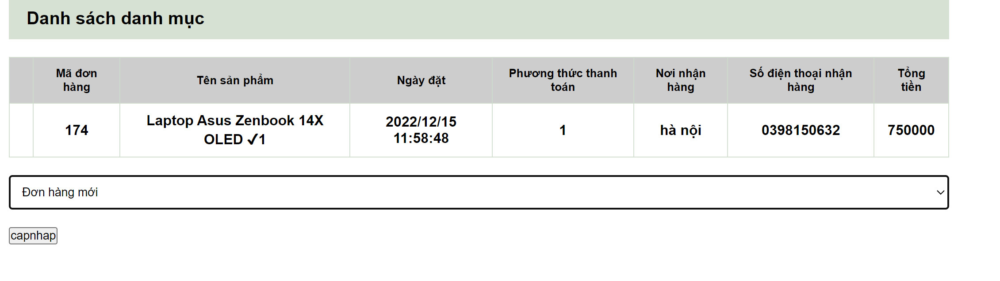 Danh sách danh mục
Mã đơn
hàng
Tên sản phẩm
Ngày đặt
Phương thức thanh
toán
Nơi nhận
hàng
Số điện thoại nhận
hàng
Tổng
tiền
174
Laptop Asus Zenbook 14X
OLED ✓1
2022/12/15
11:58:48
1
hà nội
0398150632
750000
Đơn hàng mới
capnhap